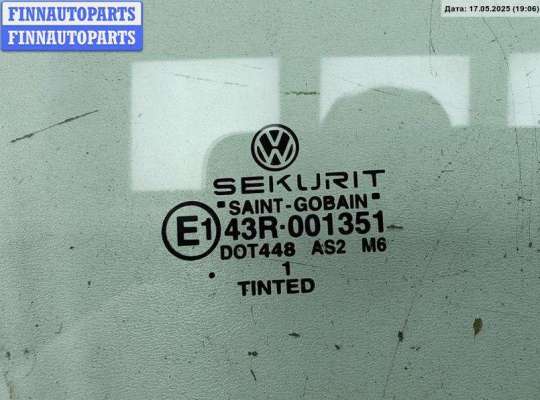 FINNAUTOPARTS
FINNAUTOPARTS
Дата: 17.05.2025 (19:06)
SEKURIT
SAINT-GOBAIN
E1 43R·001351
DOT448 AS2 M6
1
TINTED